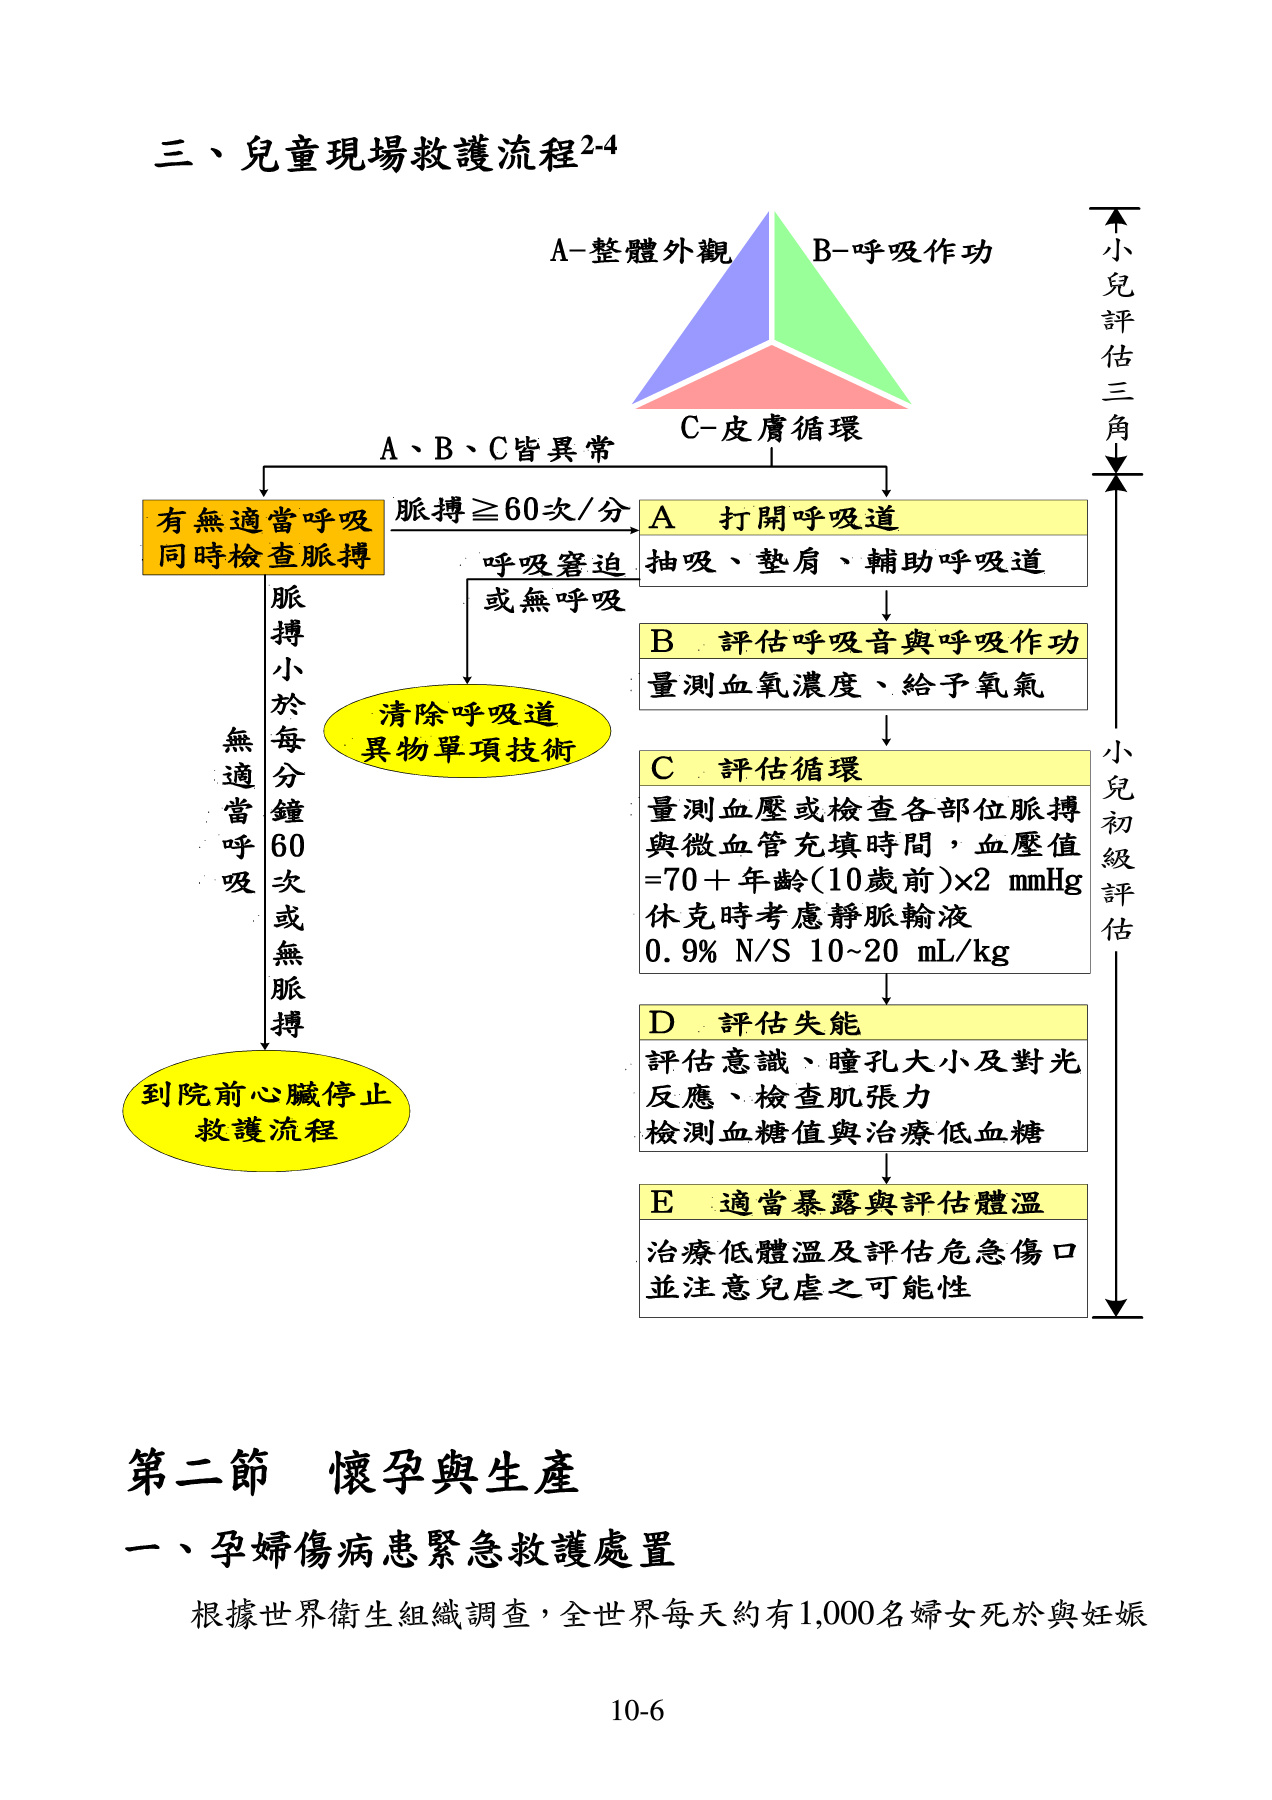 三、兒童現場救護流程2-4
A-整體外觀
B-呼吸作功
C-皮膚循環
小兒評估三角
A、B、C皆異常
有無適當呼吸
同時檢查脈搏
脈搏≧60次/分
呼吸窘迫
或無呼吸
清除呼吸道
異物單項技術
無適當呼吸
脈搏小於每分鐘60次或無脈搏
到院前心臟停止
救護流程
A 打開呼吸道
抽吸、墊肩、輔助呼吸道
B 評估呼吸音與呼吸作功
量測血氧濃度、給予氧氣
C 評估循環
量測血壓或檢查各部位脈搏
與微血管充填時間，血壓值
=70＋年齡(10歲前)×2 mmHg
休克時考慮靜脈輸液
0.9% N/S 10~20 mL/kg
D 評估失能
評估意識、瞳孔大小及對光
反應、檢查肌張力
檢測血糖值與治療低血糖
E 適當暴露與評估體溫
治療低體溫及評估危急傷口
並注意兒虐之可能性
小兒初級評估
第二節 懷孕與生產
一、孕婦傷病患緊急救護處置
根據世界衛生組織調查，全世界每天約有1,000名婦女死於與妊娠
10-6